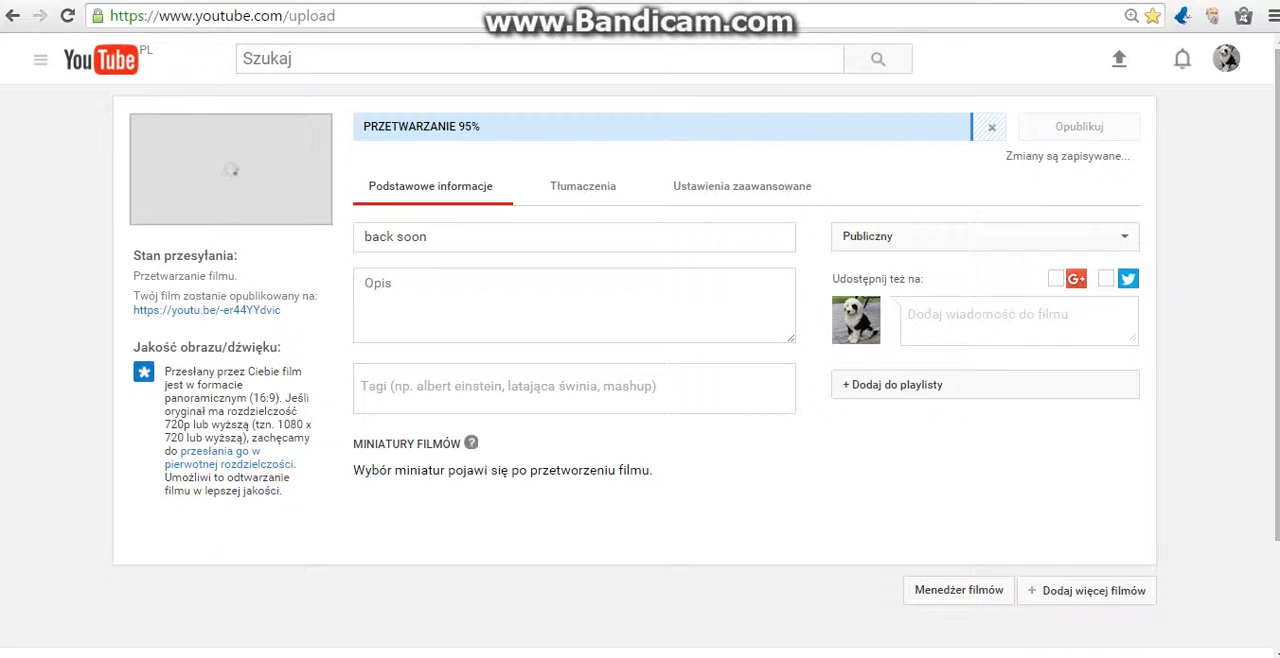 https://www.youtube.com/upload
www.Bandicam.com
YouTube PL
Szukaj
PRZETWARZANIE 95%
Opublikuj
Zmiany są zapisywane...
Podstawowe informacje
Tłumaczenia
Ustawienia zaawansowane
back soon
Publiczny
Stan przesyłania:
Przetwarzanie filmu.
Twój film zostanie opublikowany na:
https://youtu.be/-er44YYdvic
Opis
Udostępnij też na:
G+
Dodaj wiadomość do filmu
Jakość obrazu/dźwięku:
Przesłany przez Ciebie film
jest w formacie
panoramicznym (16:9). Jeśli
oryginał ma rozdzielczość
720p lub wyższą (tzn. 1080 x
720 lub wyższą), zachęcamy
do przesłania go w
pierwotnej rozdzielczości.
Umożliwi to odtwarzanie
filmu w lepszej jakości.
Tagi (np. albert einstein, latająca świnia, mashup)
+ Dodaj do playlisty
MINIATURY FILMÓW ?
Wybór miniatur pojawi się po przetworzeniu filmu.
Menedżer filmów
+ Dodaj więcej filmów